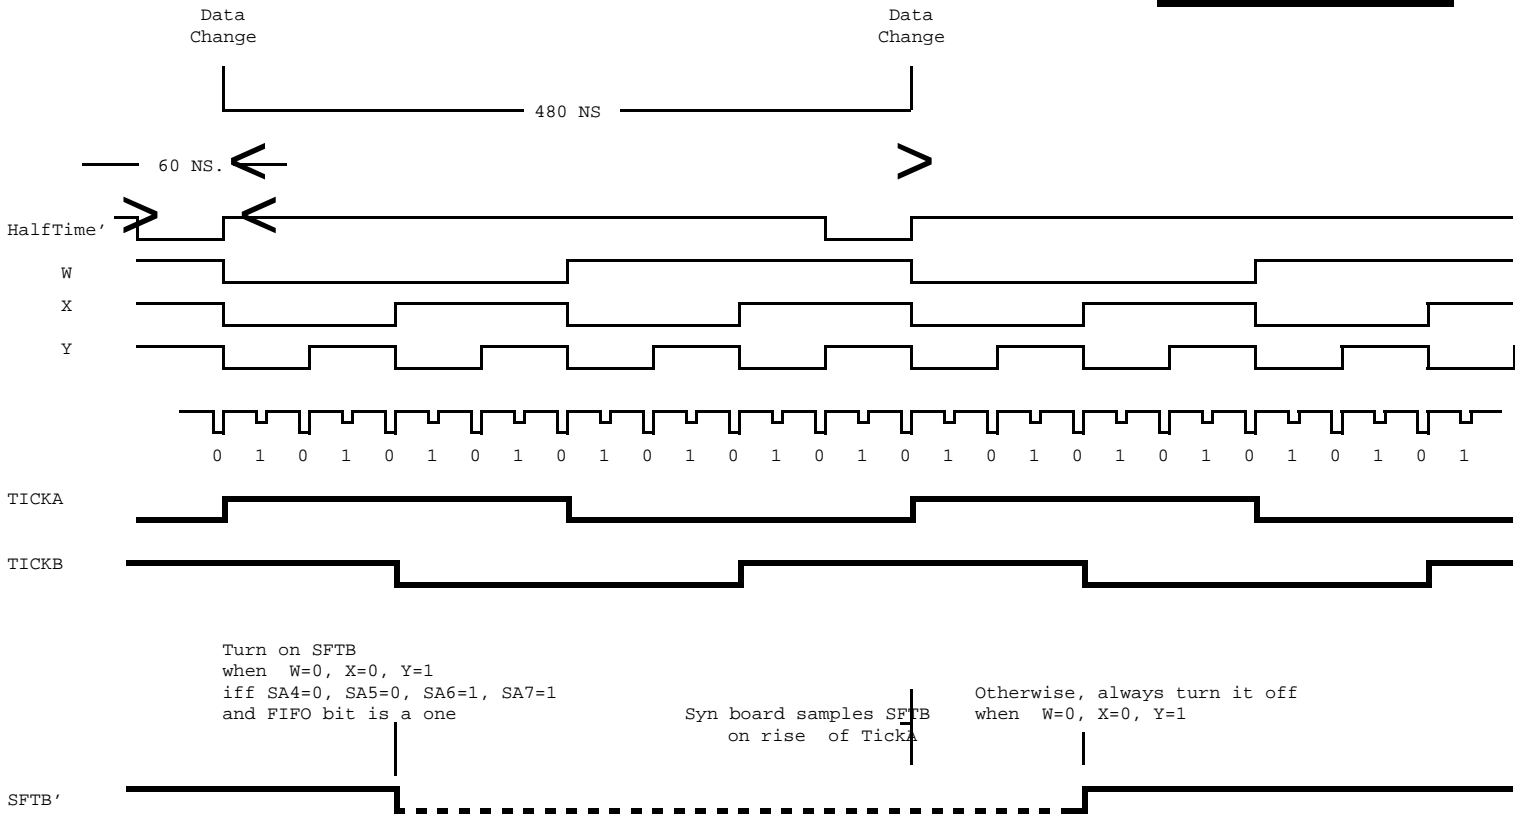 Data Data
Change Change
480 NS
60 NS.
HalfTime’
W
X
Y
0 1 0 1 0 1 0 1 0 1 0 1 0 1 0 1 0 1 0 1 0 1 0 1 0 1 0 1 0 1
TICKA
TICKB
Turn on SFTB
when W=0, X=0, Y=1
iff SA4=0, SA5=0, SA6=1, SA7=1
and FIFO bit is a one
Syn board samples SFTB
on rise of TickA
Otherwise, always turn it off
when W=0, X=0, Y=1
SFTB’